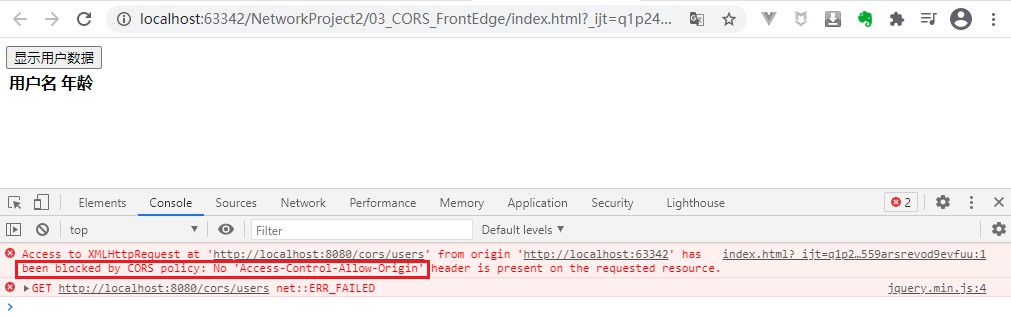 localhost:63342/NetworkProject2/03_CORS_FrontEdge/index.html?_ijt=q1p24...
显示用户数据
用户名 年龄
Elements Console Sources Network Performance Memory Application Security Lighthouse 2
top Filter Default levels
Access to XMLHttpRequest at 'http://localhost:8080/cors/users' from origin 'http://localhost:63342' has index.html?_ijt=q1p2…559arsrevod9evfuu:1
been blocked by CORS policy: No 'Access-Control-Allow-Origin' header is present on the requested resource.
GET http://localhost:8080/cors/users net::ERR_FAILED jquery.min.js:4